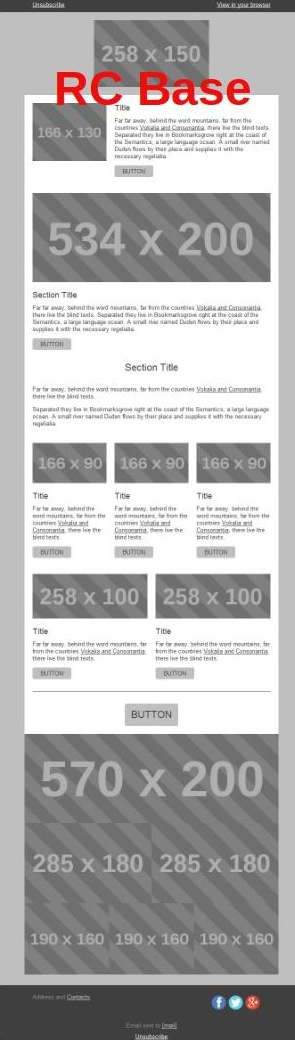 Unsubscribe View in your browser
258 x 150
RC Base
166 x 130
Title
Far far away, behind the word mountains, far from the
countries Vokalia and Consonantia, there live the blind texts.
Separated they live in Bookmarksgrove right at the coast of
the Semantics, a large language ocean. A small river named
Duden flows by their place and supplies it with the
necessary regelialia.
BUTTON
534 x 200
Section Title
Far far away, behind the word mountains, far from the countries Vokalia and Consonantia,
there live the blind texts. Separated they live in Bookmarksgrove right at the coast of the
Semantics, a large language ocean. A small river named Duden flows by their place and
supplies it with the necessary regelialia.
BUTTON
Section Title
Far far away, behind the word mountains, far from the countries Vokalia and Consonantia,
there live the blind texts.
Separated they live in Bookmarksgrove right at the coast of the Semantics, a large language
ocean. A small river named Duden flows by their place and supplies it with the necessary
regelialia.
166 x 90 166 x 90 166 x 90
Title
Far far away, behind the
word mountains, far from the
countries Vokalia and
Consonantia, there live the
blind texts.
BUTTON
Title
Far far away, behind the
word mountains, far from the
countries Vokalia and
Consonantia, there live the
blind texts.
BUTTON
Title
Far far away, behind the
word mountains, far from the
countries Vokalia and
Consonantia, there live the
blind texts.
BUTTON
258 x 100 258 x 100
Title
Far far away, behind the word mountains, far
from the countries Vokalia and Consonantia,
there live the blind texts.
BUTTON
Title
Far far away, behind the word mountains, far
from the countries Vokalia and Consonantia,
there live the blind texts.
BUTTON
BUTTON
570 x 200
285 x 180 285 x 180
190 x 160 190 x 160 190 x 160
Address and Contacts
Email sent to [mail]
Unsubscribe